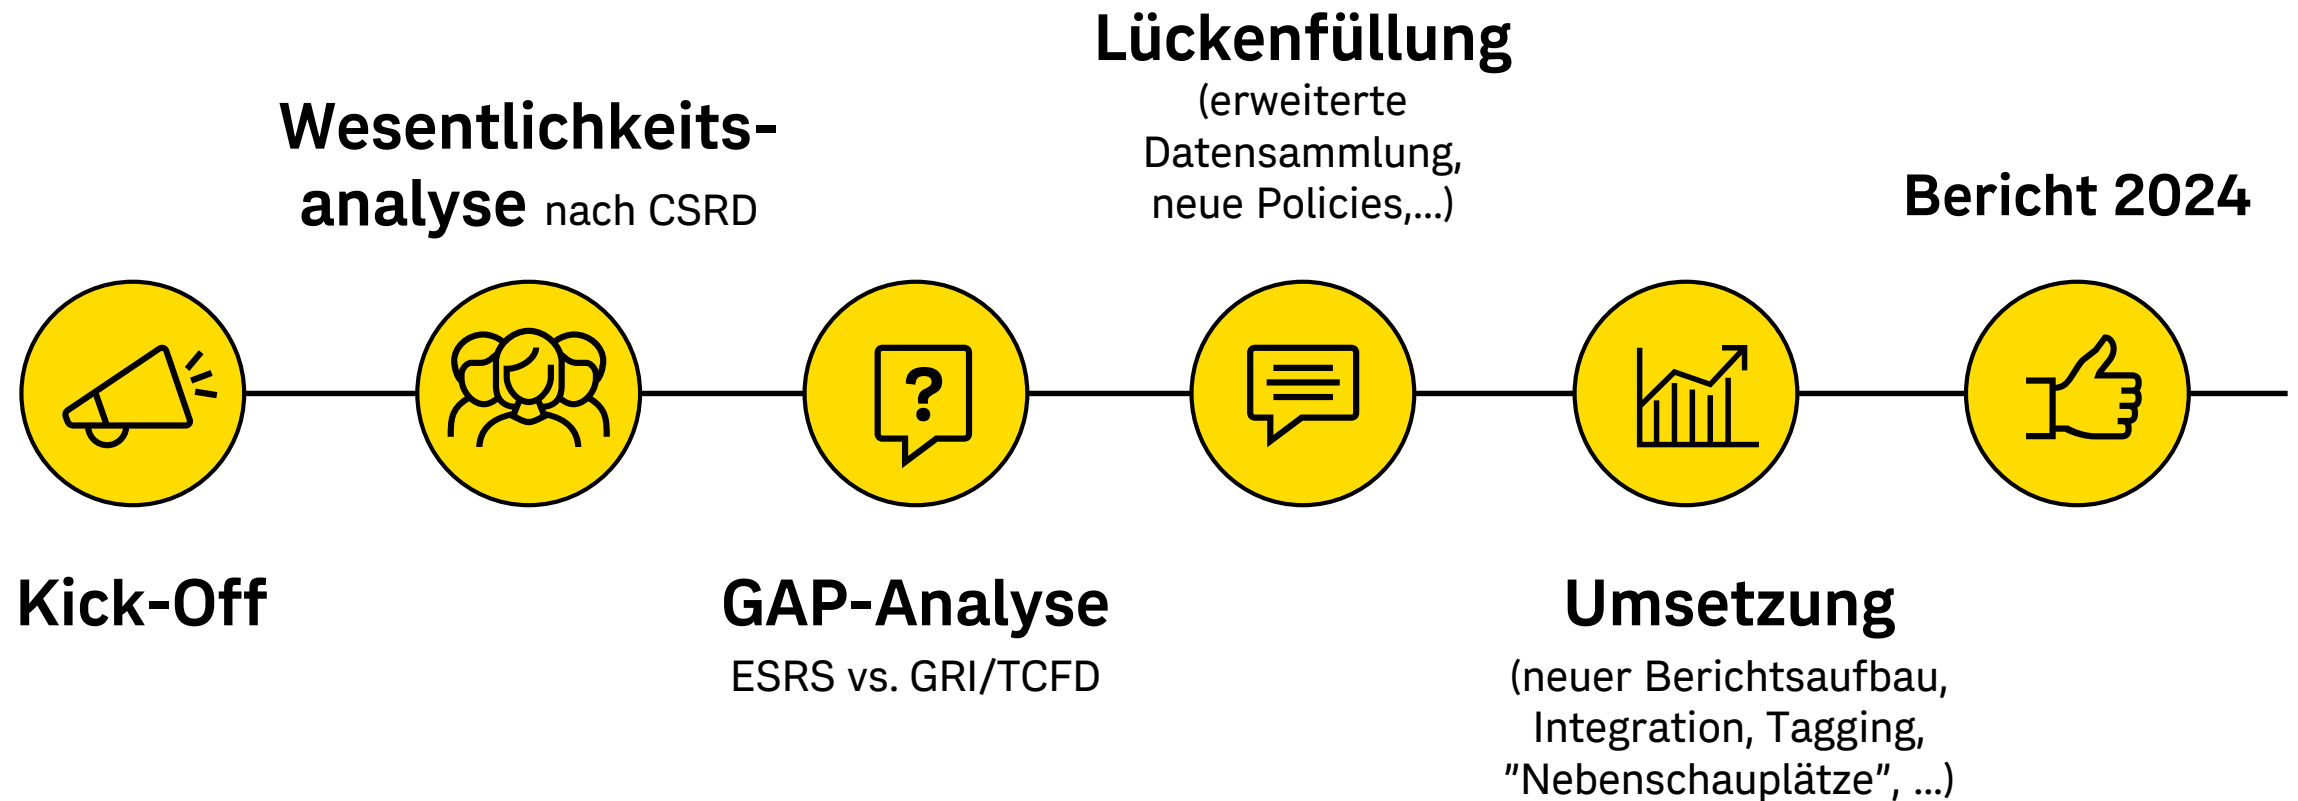 Kick-Off
Wesentlichkeits-
analyse nach CSRD
GAP-Analyse
ESRS vs. GRI/TCFD
Lückenfüllung
(erweiterte
Datensammlung,
neue Policies,...)
Umsetzung
(neuer Berichtsaufbau,
Integration, Tagging,
"Nebenschauplätze", ...)
Bericht 2024
?